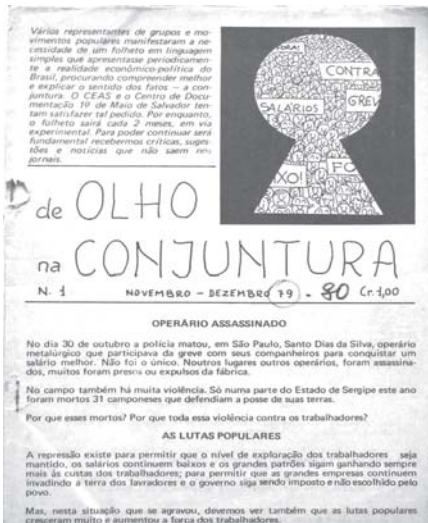 Vários representantes de grupos e mo-
vimentos populares manifestaram a ne-
cessidade de um folheto em linguagem
simples que apresentasse periodicamen-
te a realidade econômico-política do
Brasil, procurando compreender melhor
e explicar o sentido dos fatos — a con-
juntura. O CEAS e o Centro de Docu-
mentação 1º de Maio de Salvador ten-
tam satisfazer tal pedido. Por enquanto,
o folheto sairá cada 2 meses, em via
experimental. Para poder continuar será
fundamental recebermos críticas, suges-
tões e notícias que não saem nos
jornais.
CONTRA
SALÁRIOS
GREV
XO!
FO
de OLHO
na CONJUNTURA
N. 1 NOVEMBRO - DEZEMBRO 79 - 80 Cr. 1,00
OPERÁRIO ASSASSINADO
No dia 30 de outubro a polícia matou, em São Paulo, Santo Dias da Silva, operário
metalúrgico que participava da greve com seus companheiros para conquistar um
salário melhor. Não foi o único. Noutros lugares outros operários, foram assassina-
dos, muitos foram presos ou expulsos da fábrica.
No campo também há muita violência. Só numa parte do Estado de Sergipe este ano
foram mortos 31 camponeses que defendiam a posse de suas terras.
Por que esses mortos? Por que toda essa violência contra os trabalhadores?
AS LUTAS POPULARES
A repressão existe para permitir que o nível de exploração dos trabalhadores seja
mantido, os salários continuem baixos e os grandes patrões sigam ganhando sempre
mais às custas dos trabalhadores; para permitir que as grandes empresas continuem
invadindo a terra dos lavradores e o governo siga sendo imposto e não escolhido pelo
povo.
Mas, nesta situação que se agravou, devemos ver também que as lutas populares
cresceram muito e aumentou a força dos trabalhadores.